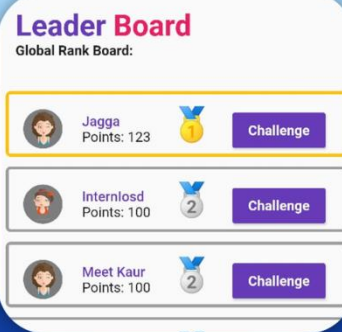 Leader Board
Global Rank Board:
Jagga
Points: 123
1
Challenge
Internlosd
Points: 100
2
Challenge
Meet Kaur
Points: 100
2
Challenge